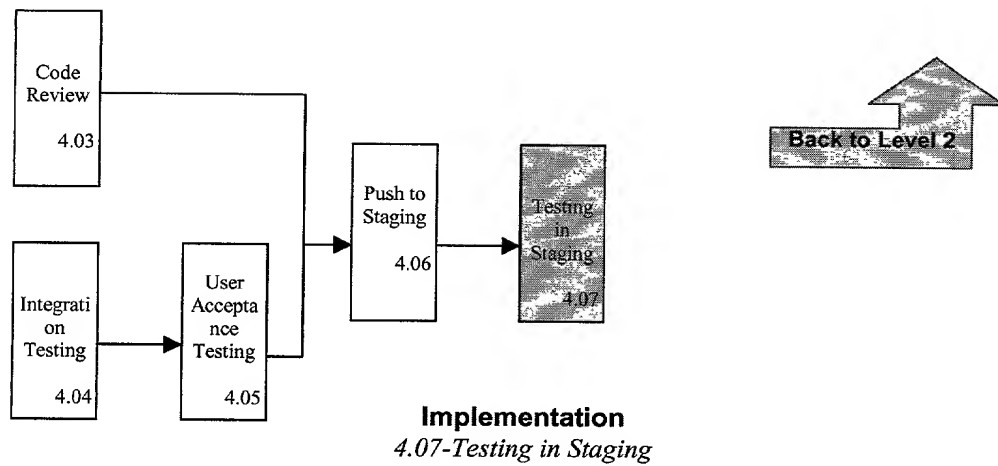 Code
Review
4.03
Back to Level 2
Push to
Staging
4.06
Testing
in
Staging
4.07
Integrati
on
Testing
4.04
User
Accepta
nce
Testing
4.05
Implementation
4.07-Testing in Staging